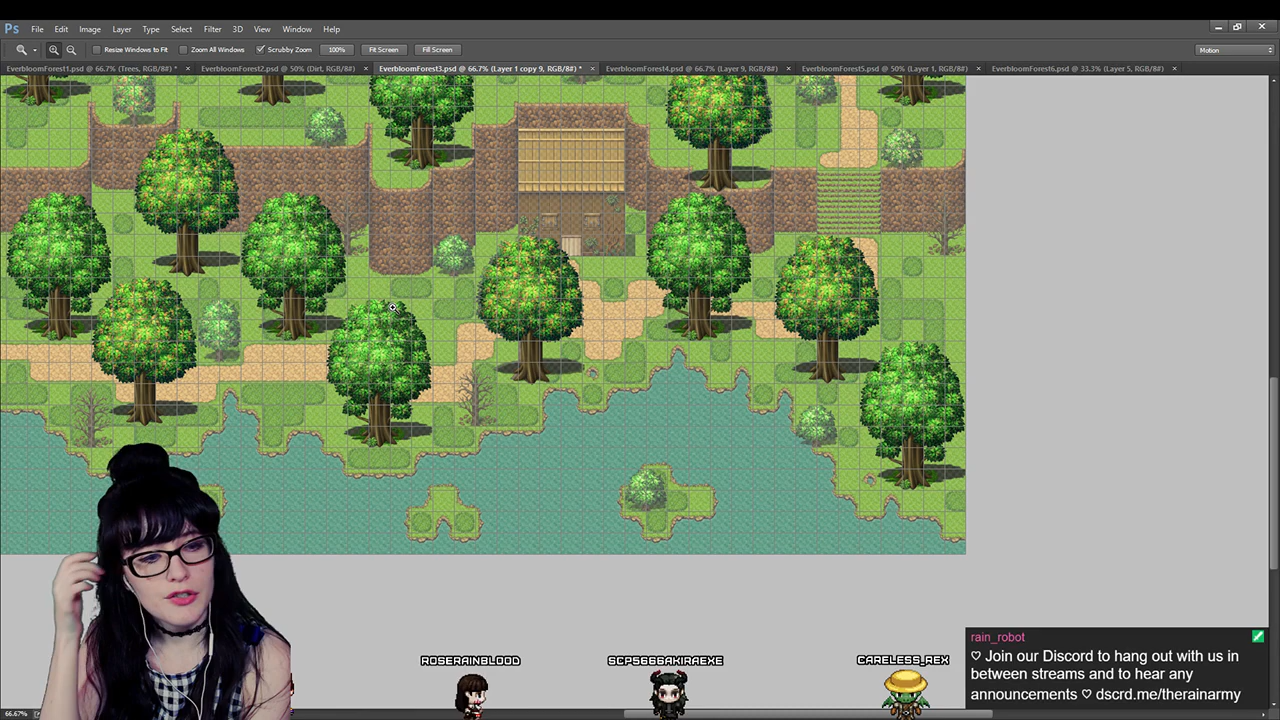 Ps File Edit Image Layer Type Select Filter 3D View Window Help
Resize Windows to Fit Zoom All Windows Scrubby Zoom 100% Fit Screen Fill Screen Motion
EverbloomForest1.psd @ 66.7% (Trees, RGB/8#) * × EverbloomForest2.psd @ 50% (Dirt, RGB/8#) × EverbloomForest3.psd @ 66.7% (Layer 1 copy 9, RGB/8#) * × EverbloomForest4.psd @ 66.7% (Layer 9, RGB/8#) × EverbloomForest5.psd @ 50% (Layer 1, RGB/8#) × EverbloomForest6.psd @ 33.3% (Layer 5, RGB/8#) ×
rain_robot
♡ Join our Discord to hang out with us in
between streams and to hear any
announcements ♡ dscrd.me/therainarmy
ROSERAINBLOOD SCP5666AKIRAEXE CARELESS_REX
66.67%